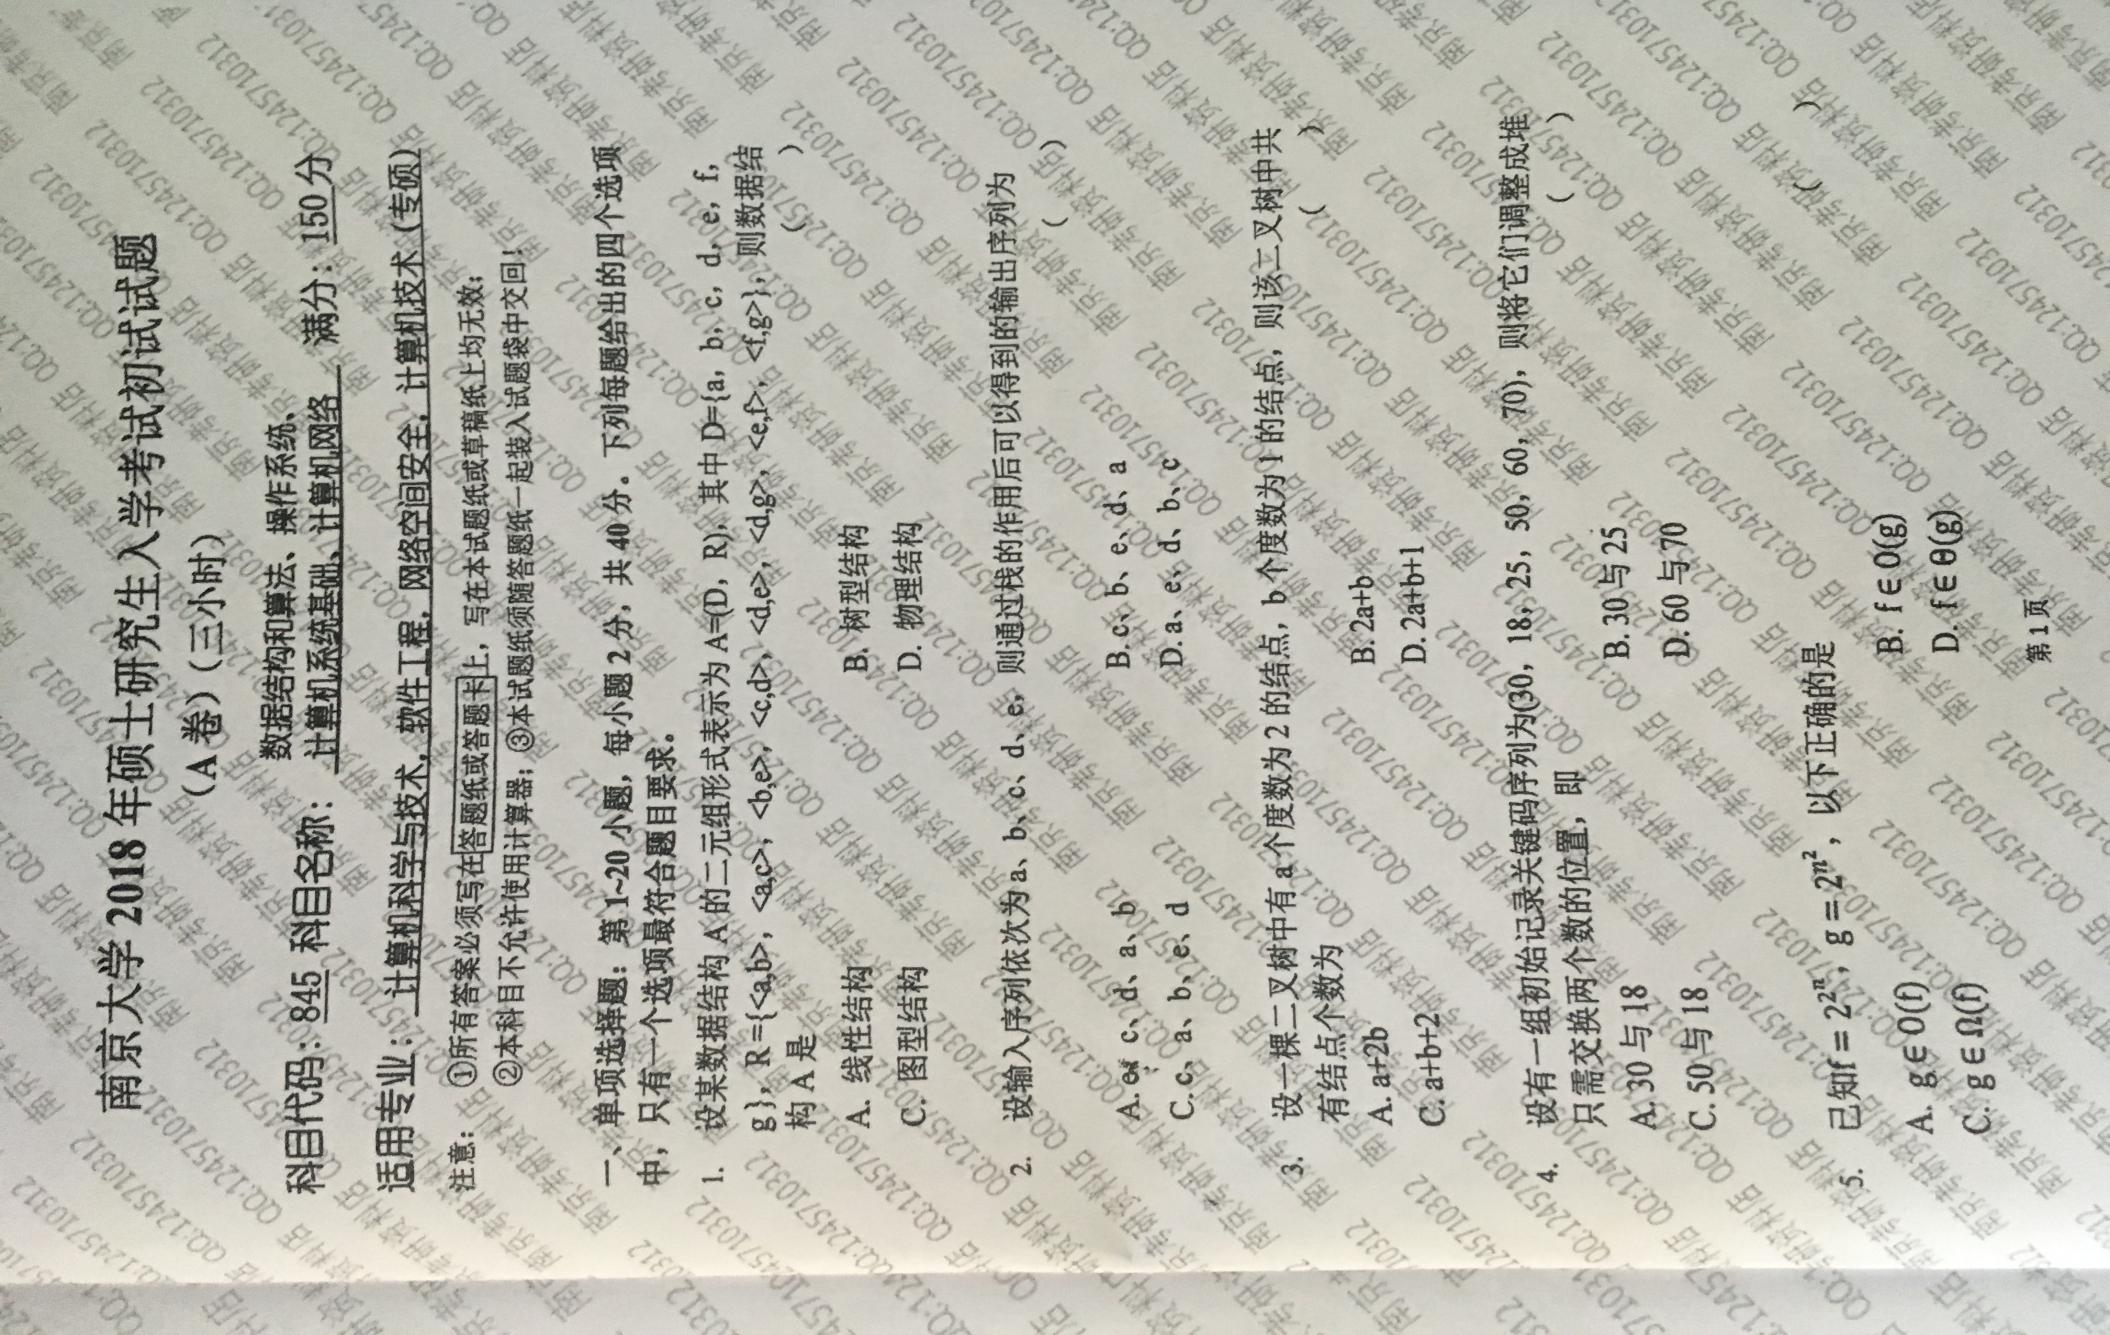 南京大学 2018 年硕士研究生入学考试初试试题
(A 卷)(三小时)
数据结构和算法、操作系统、
科目代码: 845 科目名称: 计算机系统基础、计算机网络 满分: 150 分
适用专业: 计算机科学与技术, 软件工程, 网络空间安全, 计算机技术 (专硕)
注意: ①所有答案必须写在答题纸或答题卡上, 写在本试题纸或草稿纸上均无效;
②本科目不允许使用计算器; ③本试题纸须随答题纸一起装入试题袋中交回!
一、单项选择题: 第 1~20 小题, 每小题 2 分, 共 40 分。下列每题给出的四个选项
中, 只有一个选项最符合题目要求。
1. 设某数据结构 A 的二元组形式表示为 A=(D, R), 其中 D={a, b, c, d, e, f,
g}, R={<a,b>, <a,c>, <b,e>, <c,d>, <d,e>, <d,g>, <e,f>, <f,g>}, 则数据结
构 A 是 ( )
A. 线性结构 B. 树型结构
C. 图型结构 D. 物理结构
2. 设输入序列依次为 a、b、c、d、e, 则通过栈的作用后可以得到的输出序列为
( )
A. e、c、d、a、b B. c、b、e、d、a
C. c、a、b、e、d D. a、e、d、b、c
3. 设一棵二叉树中有 a 个度数为 2 的结点, b 个度数为 1 的结点, 则该二叉树中共
有结点个数为 ( )
A. a+2b B. 2a+b
C. a+b+2 D. 2a+b+1
4. 设有一组初始记录关键码序列为(30, 18, 25, 50, 60, 70), 则将它们调整成堆
只需交换两个数的位置, 即 ( )
A. 30 与 18 B. 30 与 25
C. 50 与 18 D. 60 与 70
5. 已知f = 2^{2^n}, g = 2^{n^2}, 以下正确的是 ( )
A. g∈O(f) B. f∈O(g)
C. g∈Ω(f) D. f∈θ(g)
第 1 页
南京考研资料店 QQ:1245710312